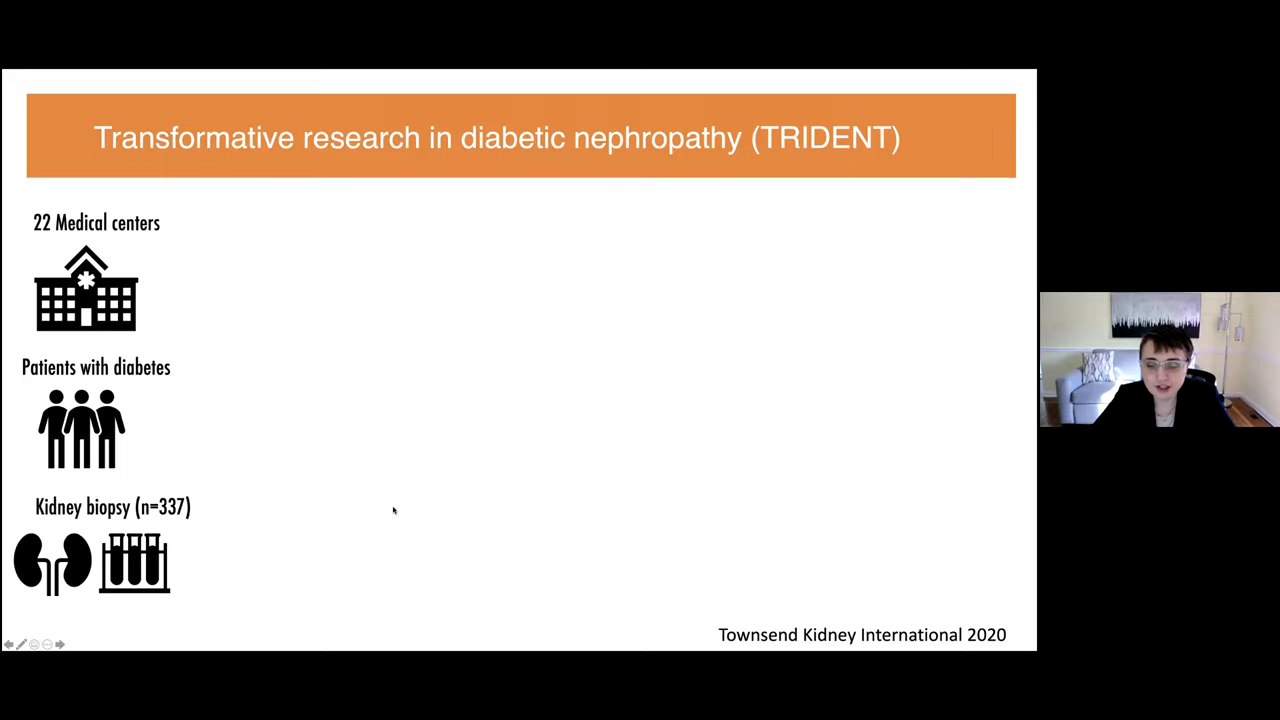 Transformative research in diabetic nephropathy (TRIDENT)
22 Medical centers
Patients with diabetes
Kidney biopsy (n=337)
Townsend Kidney International 2020